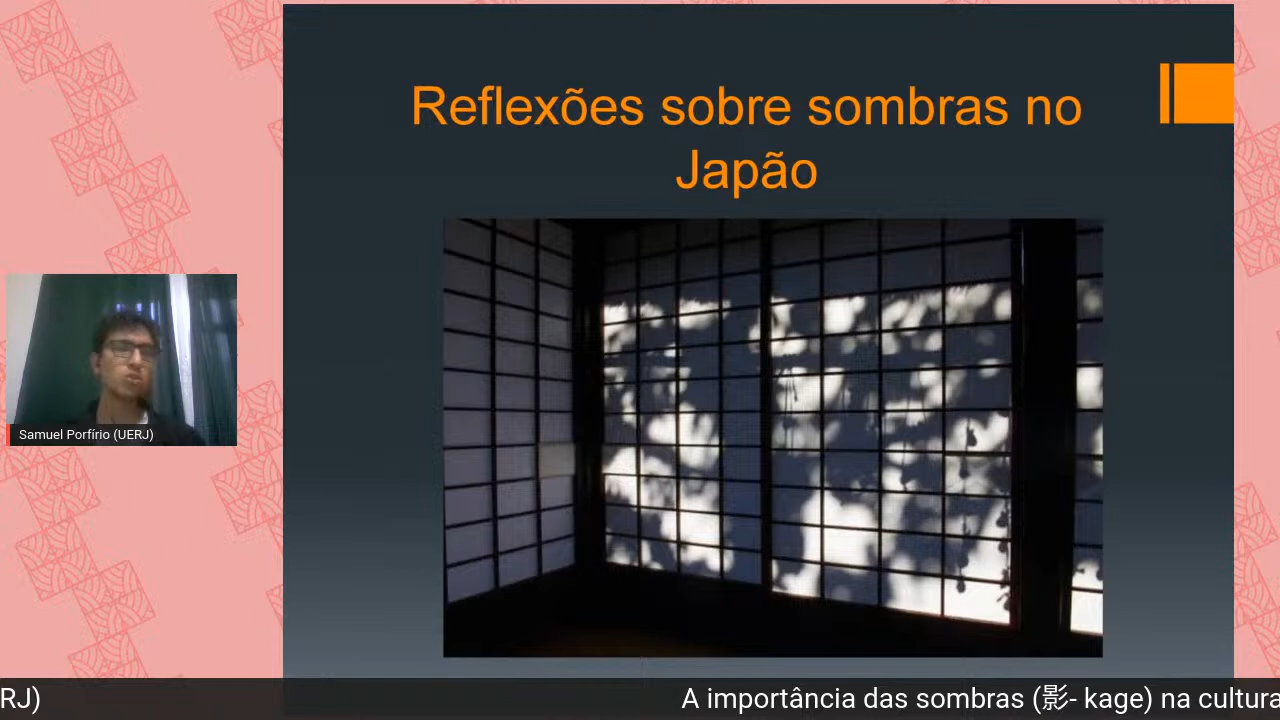 Reflexões sobre sombras no
Japão
Samuel Porfírio (UERJ)
RJ) A importância das sombras (影- kage) na cultura